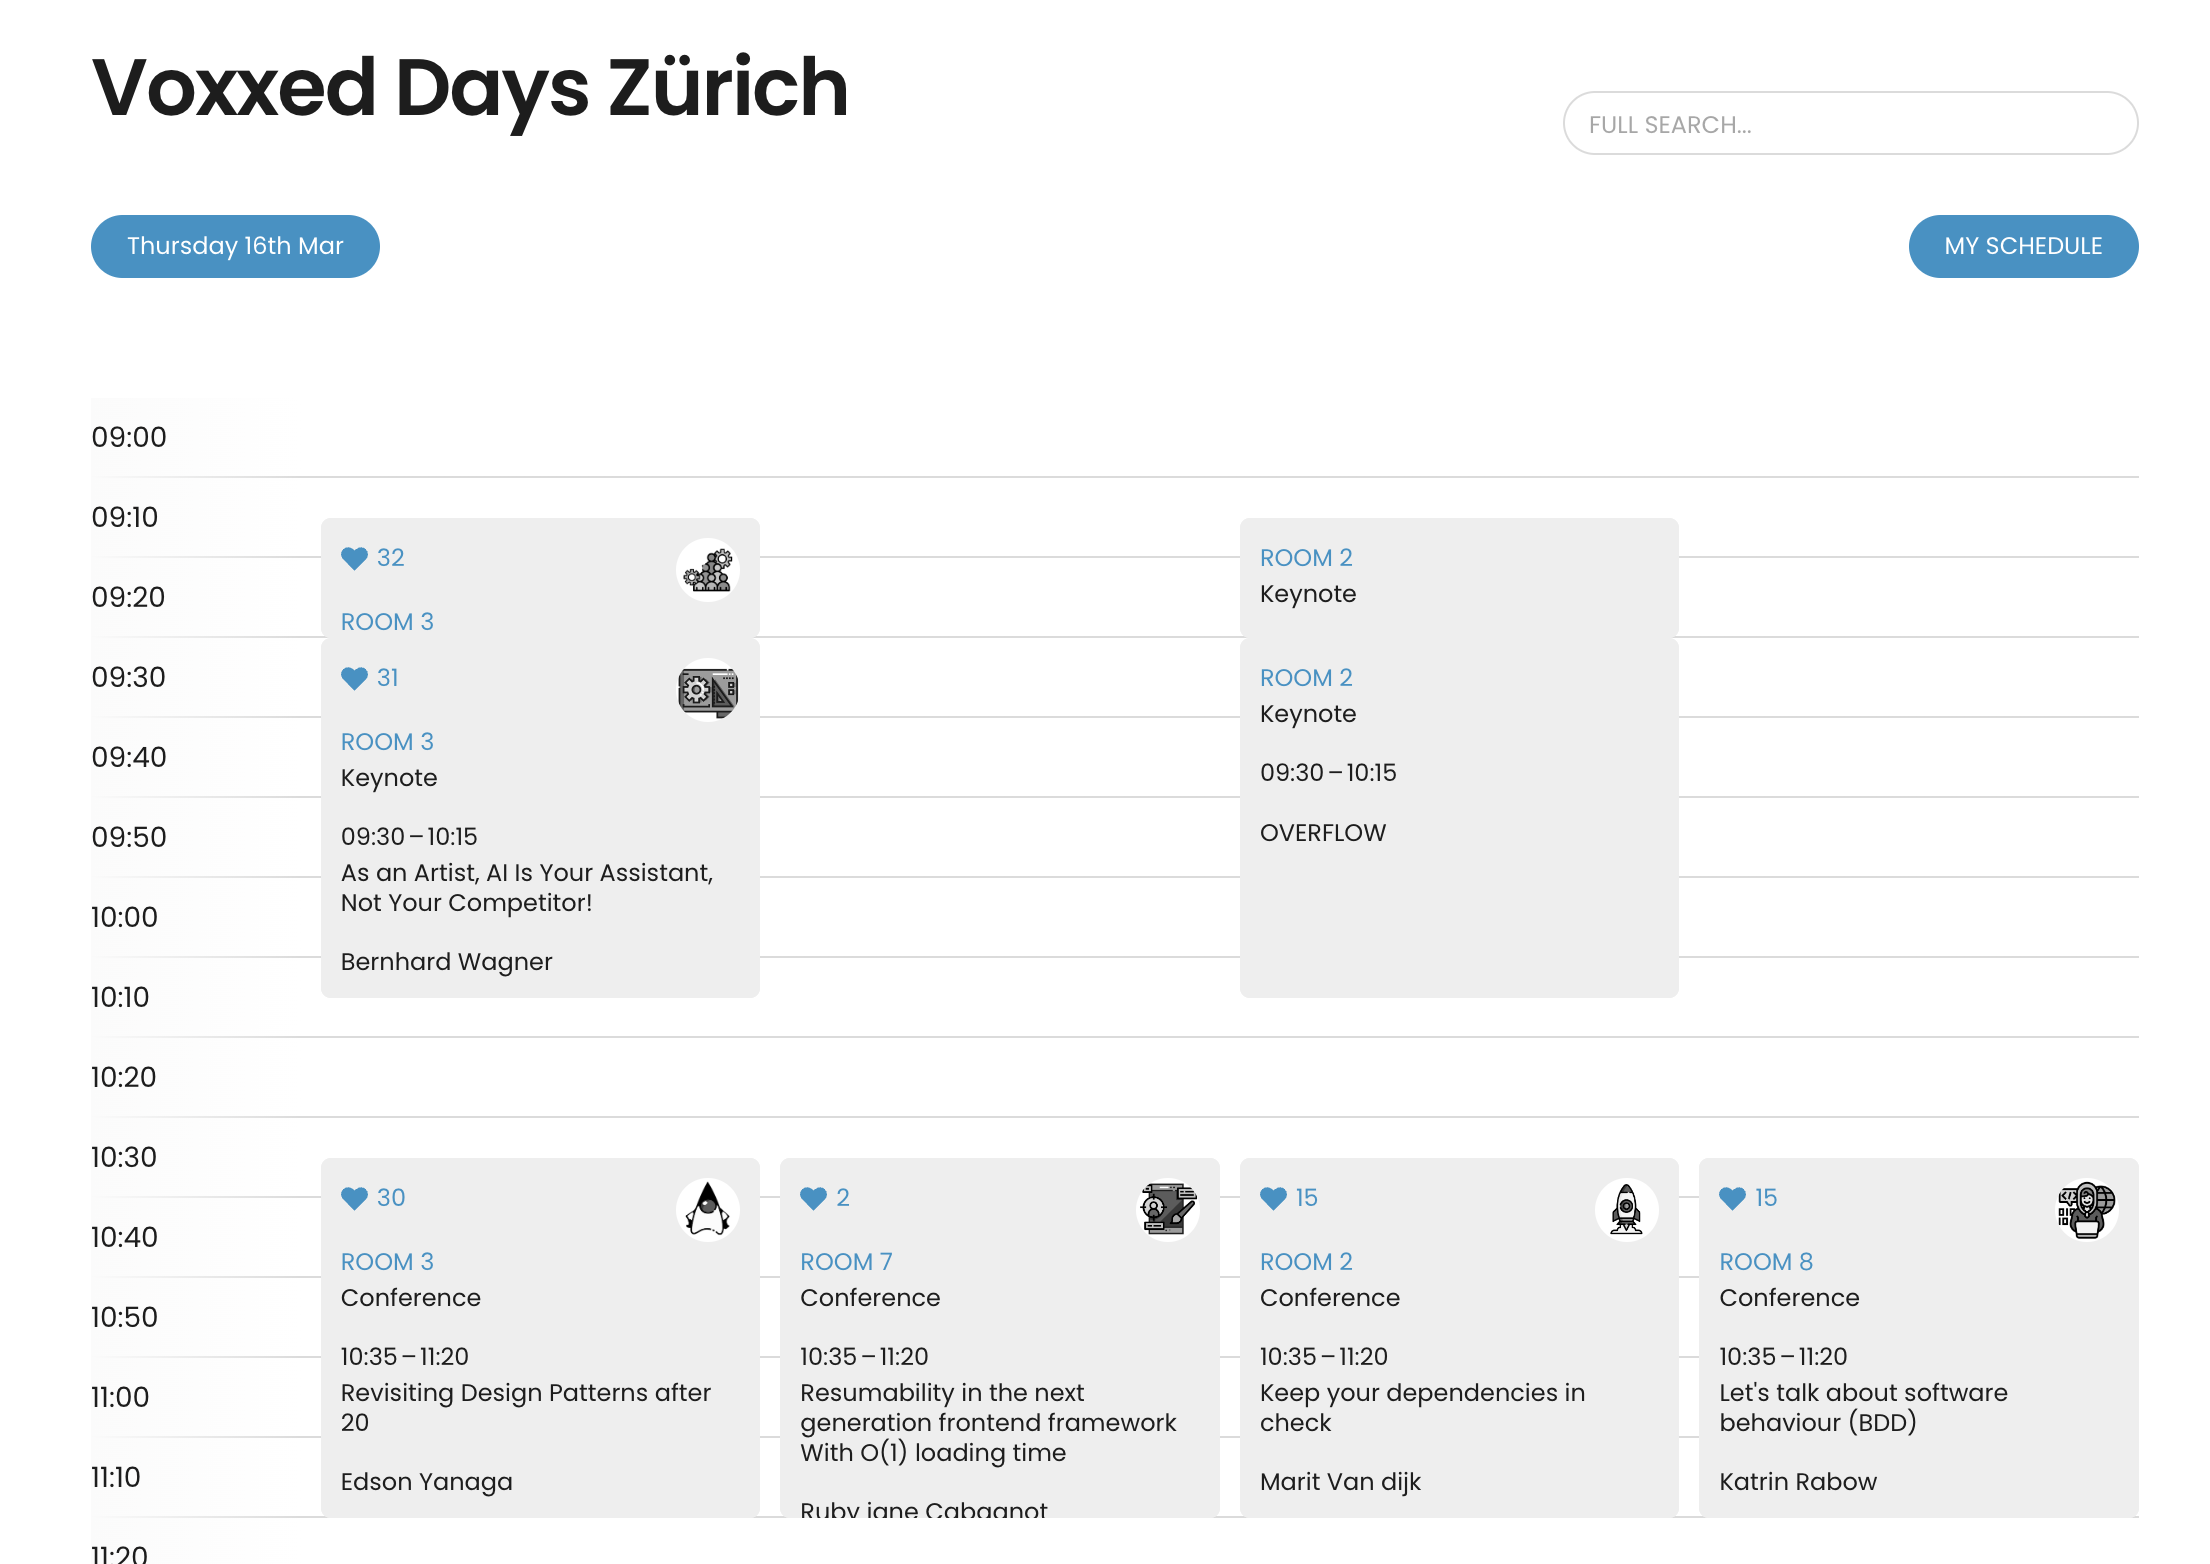 Voxxed Days Zürich
FULL SEARCH...
Thursday 16th Mar
MY SCHEDULE
09:00
09:10
09:20
09:30
09:40
09:50
10:00
10:10
10:20
10:30
10:40
10:50
11:00
11:10
11:20
32
ROOM 3
ROOM 2
Keynote
31
ROOM 3
Keynote
09:30 – 10:15
As an Artist, AI Is Your Assistant,
Not Your Competitor!
Bernhard Wagner
ROOM 2
Keynote
09:30 – 10:15
OVERFLOW
30
ROOM 3
Conference
10:35 – 11:20
Revisiting Design Patterns after
20
Edson Yanaga
2
ROOM 7
Conference
10:35 – 11:20
Resumability in the next
generation frontend framework
With O(1) loading time
Ruby jane Cabagnot
15
ROOM 2
Conference
10:35 – 11:20
Keep your dependencies in
check
Marit Van dijk
15
ROOM 8
Conference
10:35 – 11:20
Let's talk about software
behaviour (BDD)
Katrin Rabow